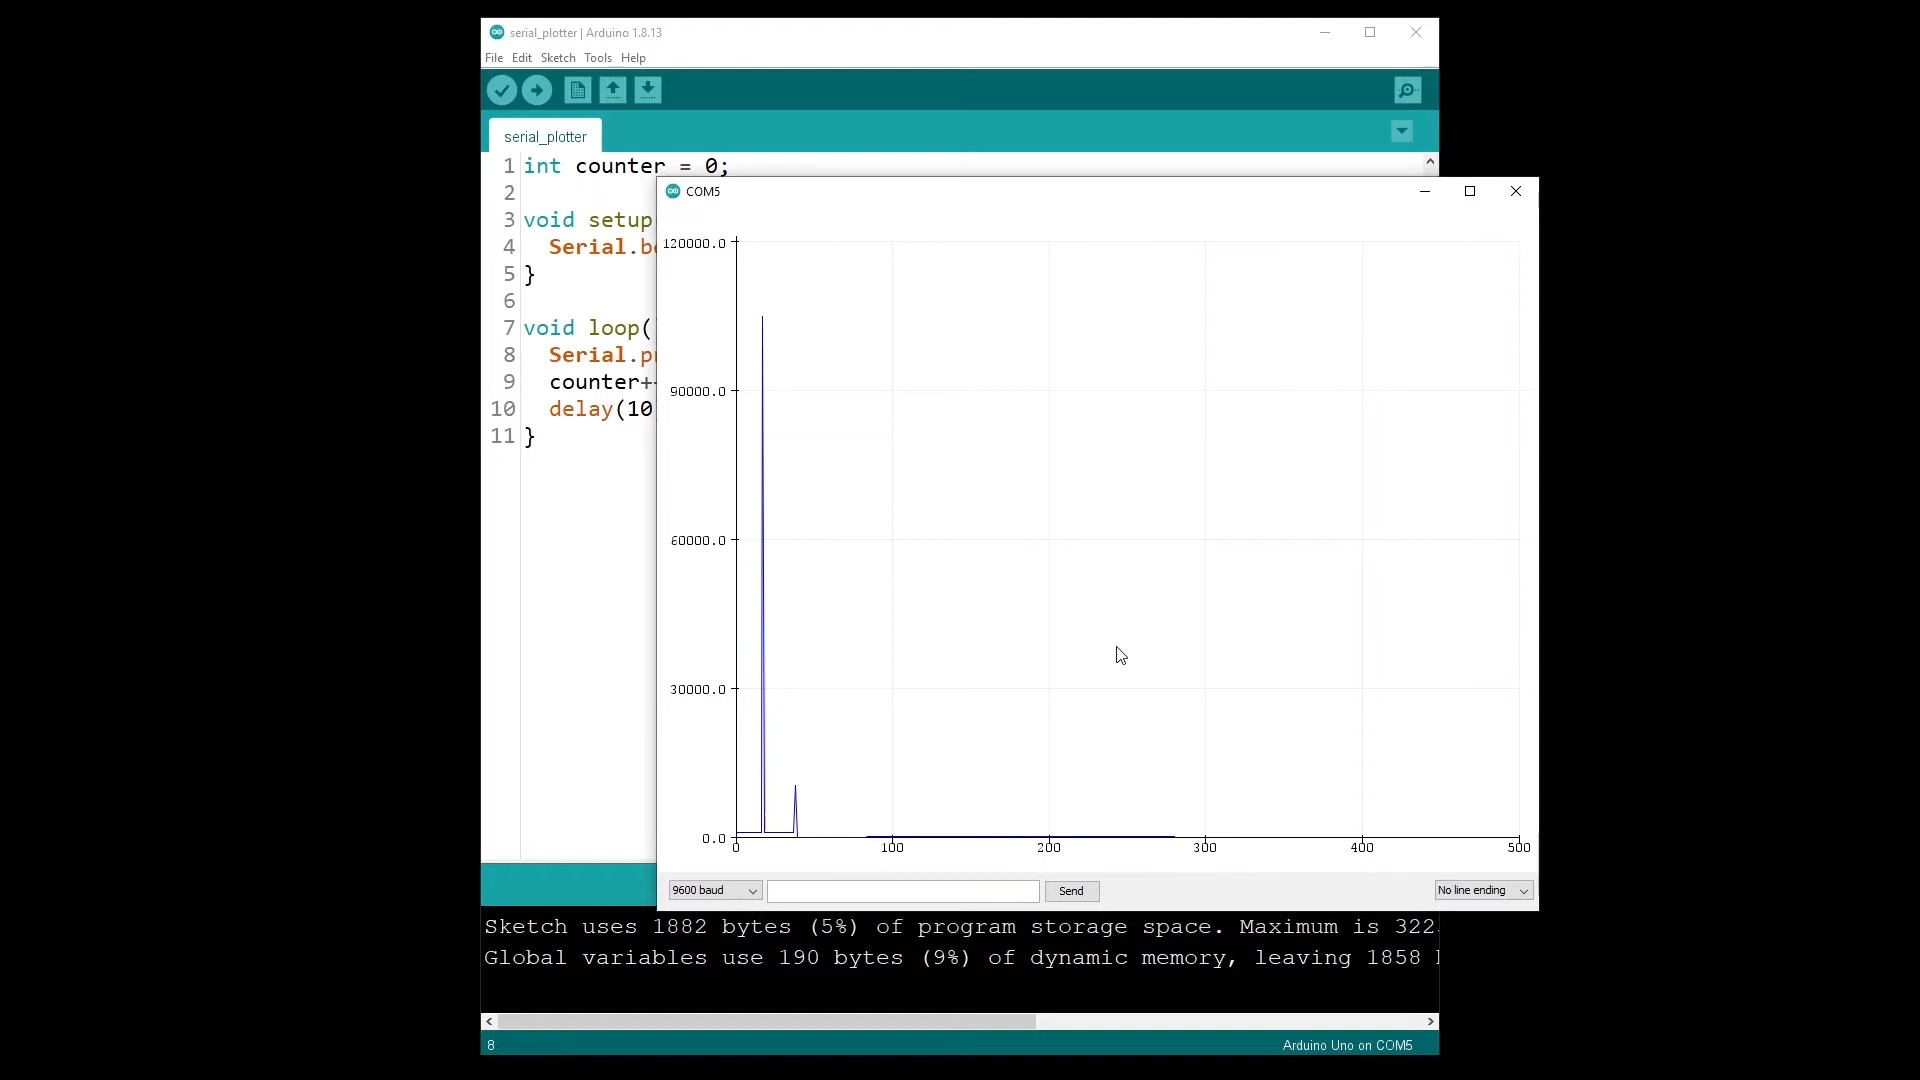 serial_plotter | Arduino 1.8.13
File Edit Sketch Tools Help
serial_plotter
1 int counter = 0;
2
3 void setup
4 Serial.be
5 }
6
7 void loop(
8 Serial.pr
9 counter+
10 delay(10
11 }
COM5
120000.0
90000.0
60000.0
30000.0
0.0
0 100 200 300 400 500
9600 baud Send No line ending
Sketch uses 1882 bytes (5%) of program storage space. Maximum is 322
Global variables use 190 bytes (9%) of dynamic memory, leaving 1858
8 Arduino Uno on COM5